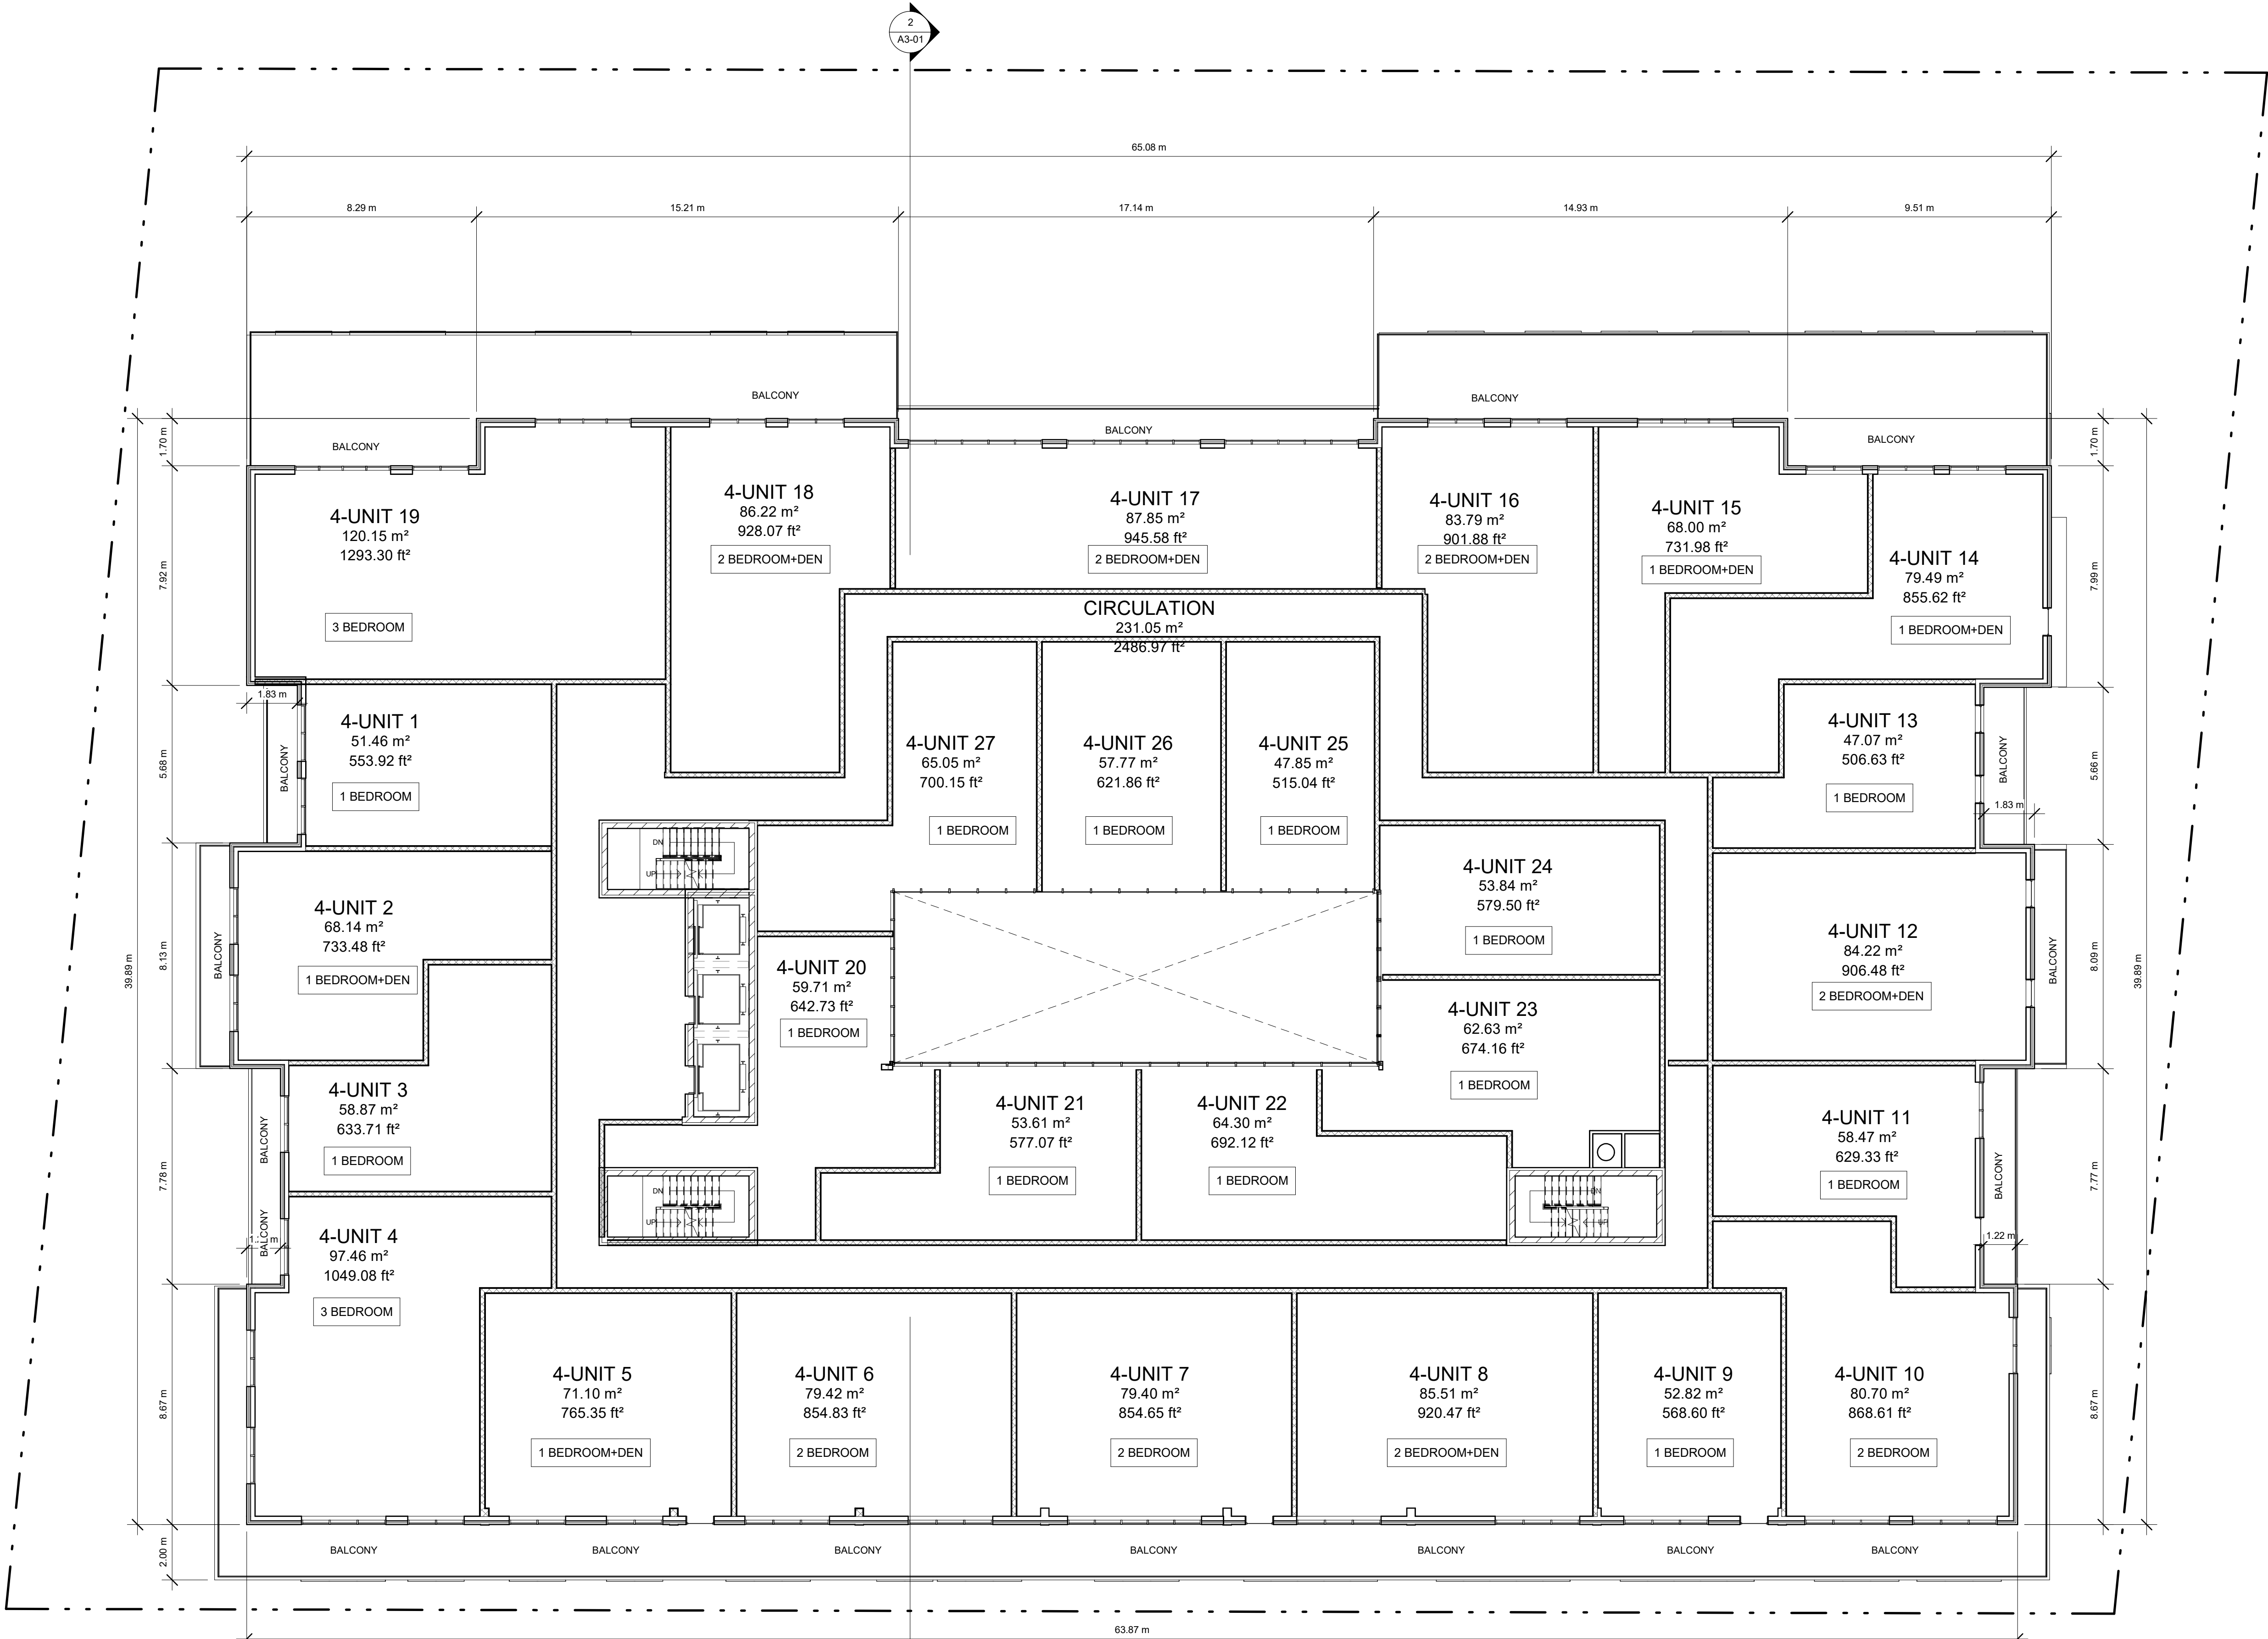 2
A3-01
65.08 m
8.29 m
15.21 m
17.14 m
14.93 m
9.51 m
BALCONY
BALCONY
BALCONY
BALCONY
BALCONY
1.70 m
7.92 m
5.68 m
8.13 m
7.78 m
8.67 m
2.00 m
39.89 m
1.70 m
7.99 m
5.66 m
8.09 m
7.77 m
8.67 m
39.89 m
4-UNIT 19
120.15 m²
1293.30 ft²
3 BEDROOM
4-UNIT 18
86.22 m²
928.07 ft²
2 BEDROOM+DEN
4-UNIT 17
87.85 m²
945.58 ft²
2 BEDROOM+DEN
4-UNIT 16
83.79 m²
901.88 ft²
2 BEDROOM+DEN
4-UNIT 15
68.00 m²
731.98 ft²
1 BEDROOM+DEN
4-UNIT 14
79.49 m²
855.62 ft²
1 BEDROOM+DEN
CIRCULATION
231.05 m²
2486.97 ft²
1.83 m
BALCONY
4-UNIT 1
51.46 m²
553.92 ft²
1 BEDROOM
4-UNIT 27
65.05 m²
700.15 ft²
1 BEDROOM
4-UNIT 26
57.77 m²
621.86 ft²
1 BEDROOM
4-UNIT 25
47.85 m²
515.04 ft²
1 BEDROOM
4-UNIT 13
47.07 m²
506.63 ft²
1 BEDROOM
BALCONY
1.83 m
DN
UP
BALCONY
4-UNIT 2
68.14 m²
733.48 ft²
1 BEDROOM+DEN
4-UNIT 20
59.71 m²
642.73 ft²
1 BEDROOM
4-UNIT 24
53.84 m²
579.50 ft²
1 BEDROOM
4-UNIT 12
84.22 m²
906.48 ft²
2 BEDROOM+DEN
BALCONY
4-UNIT 23
62.63 m²
674.16 ft²
1 BEDROOM
BALCONY
4-UNIT 3
58.87 m²
633.71 ft²
1 BEDROOM
4-UNIT 21
53.61 m²
577.07 ft²
1 BEDROOM
4-UNIT 22
64.30 m²
692.12 ft²
1 BEDROOM
4-UNIT 11
58.47 m²
629.33 ft²
1 BEDROOM
BALCONY
1.22 m
DN
UP
DN
UP
BALCONY
4-UNIT 4
97.46 m²
1049.08 ft²
3 BEDROOM
4-UNIT 5
71.10 m²
765.35 ft²
1 BEDROOM+DEN
4-UNIT 6
79.42 m²
854.83 ft²
2 BEDROOM
4-UNIT 7
79.40 m²
854.65 ft²
2 BEDROOM
4-UNIT 8
85.51 m²
920.47 ft²
2 BEDROOM+DEN
4-UNIT 9
52.82 m²
568.60 ft²
1 BEDROOM
4-UNIT 10
80.70 m²
868.61 ft²
2 BEDROOM
BALCONY
BALCONY
BALCONY
BALCONY
BALCONY
BALCONY
BALCONY
63.87 m